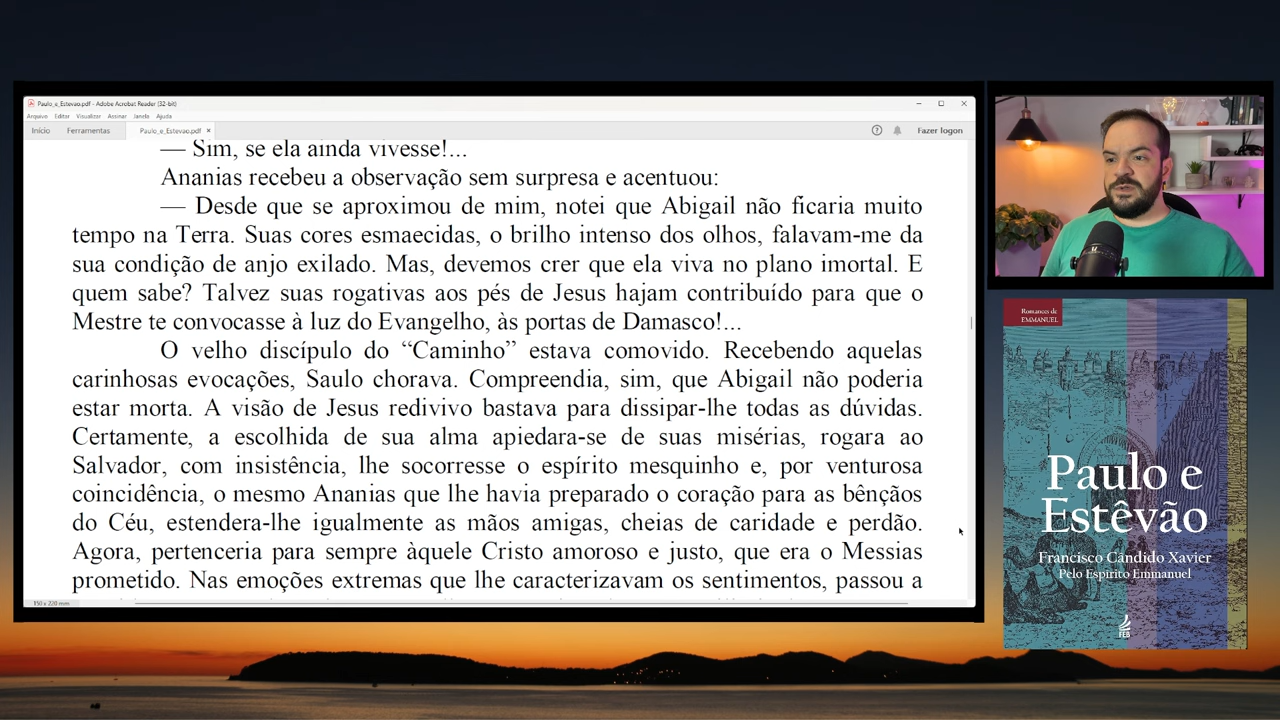 Paulo_e_Estevao.pdf - Adobe Acrobat Reader (32-bit)
Arquivo Editar Visualizar Assinar Janela Ajuda
Início Ferramentas Paulo_e_Estevao.pdf × Fazer logon
— Sim, se ela ainda vivesse!...
Ananias recebeu a observação sem surpresa e acentuou:
— Desde que se aproximou de mim, notei que Abigail não ficaria muito
tempo na Terra. Suas cores esmaecidas, o brilho intenso dos olhos, falavam-me da
sua condição de anjo exilado. Mas, devemos crer que ela viva no plano imortal. E
quem sabe? Talvez suas rogativas aos pés de Jesus hajam contribuído para que o
Mestre te convocasse à luz do Evangelho, às portas de Damasco!...
O velho discípulo do “Caminho” estava comovido. Recebendo aquelas
carinhosas evocações, Saulo chorava. Compreendia, sim, que Abigail não poderia
estar morta. A visão de Jesus redivivo bastava para dissipar-lhe todas as dúvidas.
Certamente, a escolhida de sua alma apiedara-se de suas misérias, rogara ao
Salvador, com insistência, lhe socorresse o espírito mesquinho e, por venturosa
coincidência, o mesmo Ananias que lhe havia preparado o coração para as bênçãos
do Céu, estendera-lhe igualmente as mãos amigas, cheias de caridade e perdão.
Agora, pertenceria para sempre àquele Cristo amoroso e justo, que era o Messias
prometido. Nas emoções extremas que lhe caracterizavam os sentimentos, passou a
150 x 220 mm
Romances de
EMMANUEL
Paulo e
Estêvão
Francisco Cândido Xavier
Pelo Espírito Emmanuel
FEB